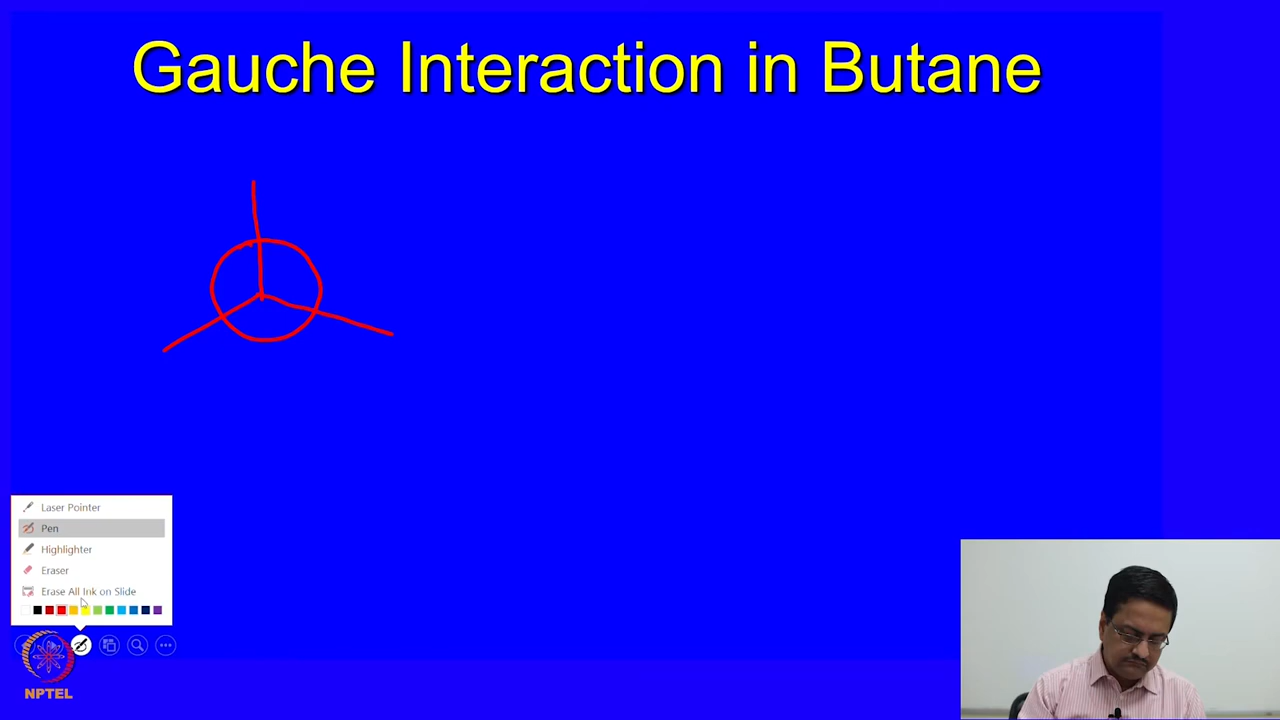 Gauche Interaction in Butane
Laser Pointer
Pen
Highlighter
Eraser
Erase All Ink on Slide
NPTEL